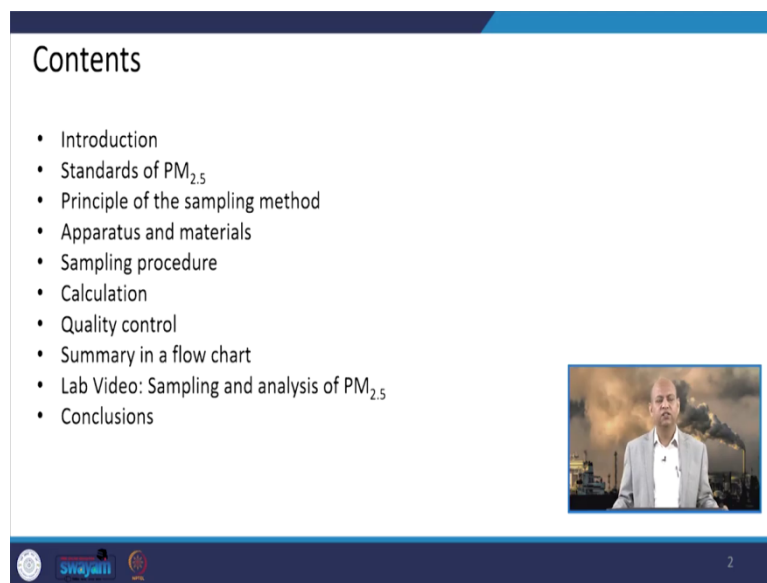 Contents
• Introduction
• Standards of PM2.5
• Principle of the sampling method
• Apparatus and materials
• Sampling procedure
• Calculation
• Quality control
• Summary in a flow chart
• Lab Video: Sampling and analysis of PM2.5
• Conclusions
swayam
2